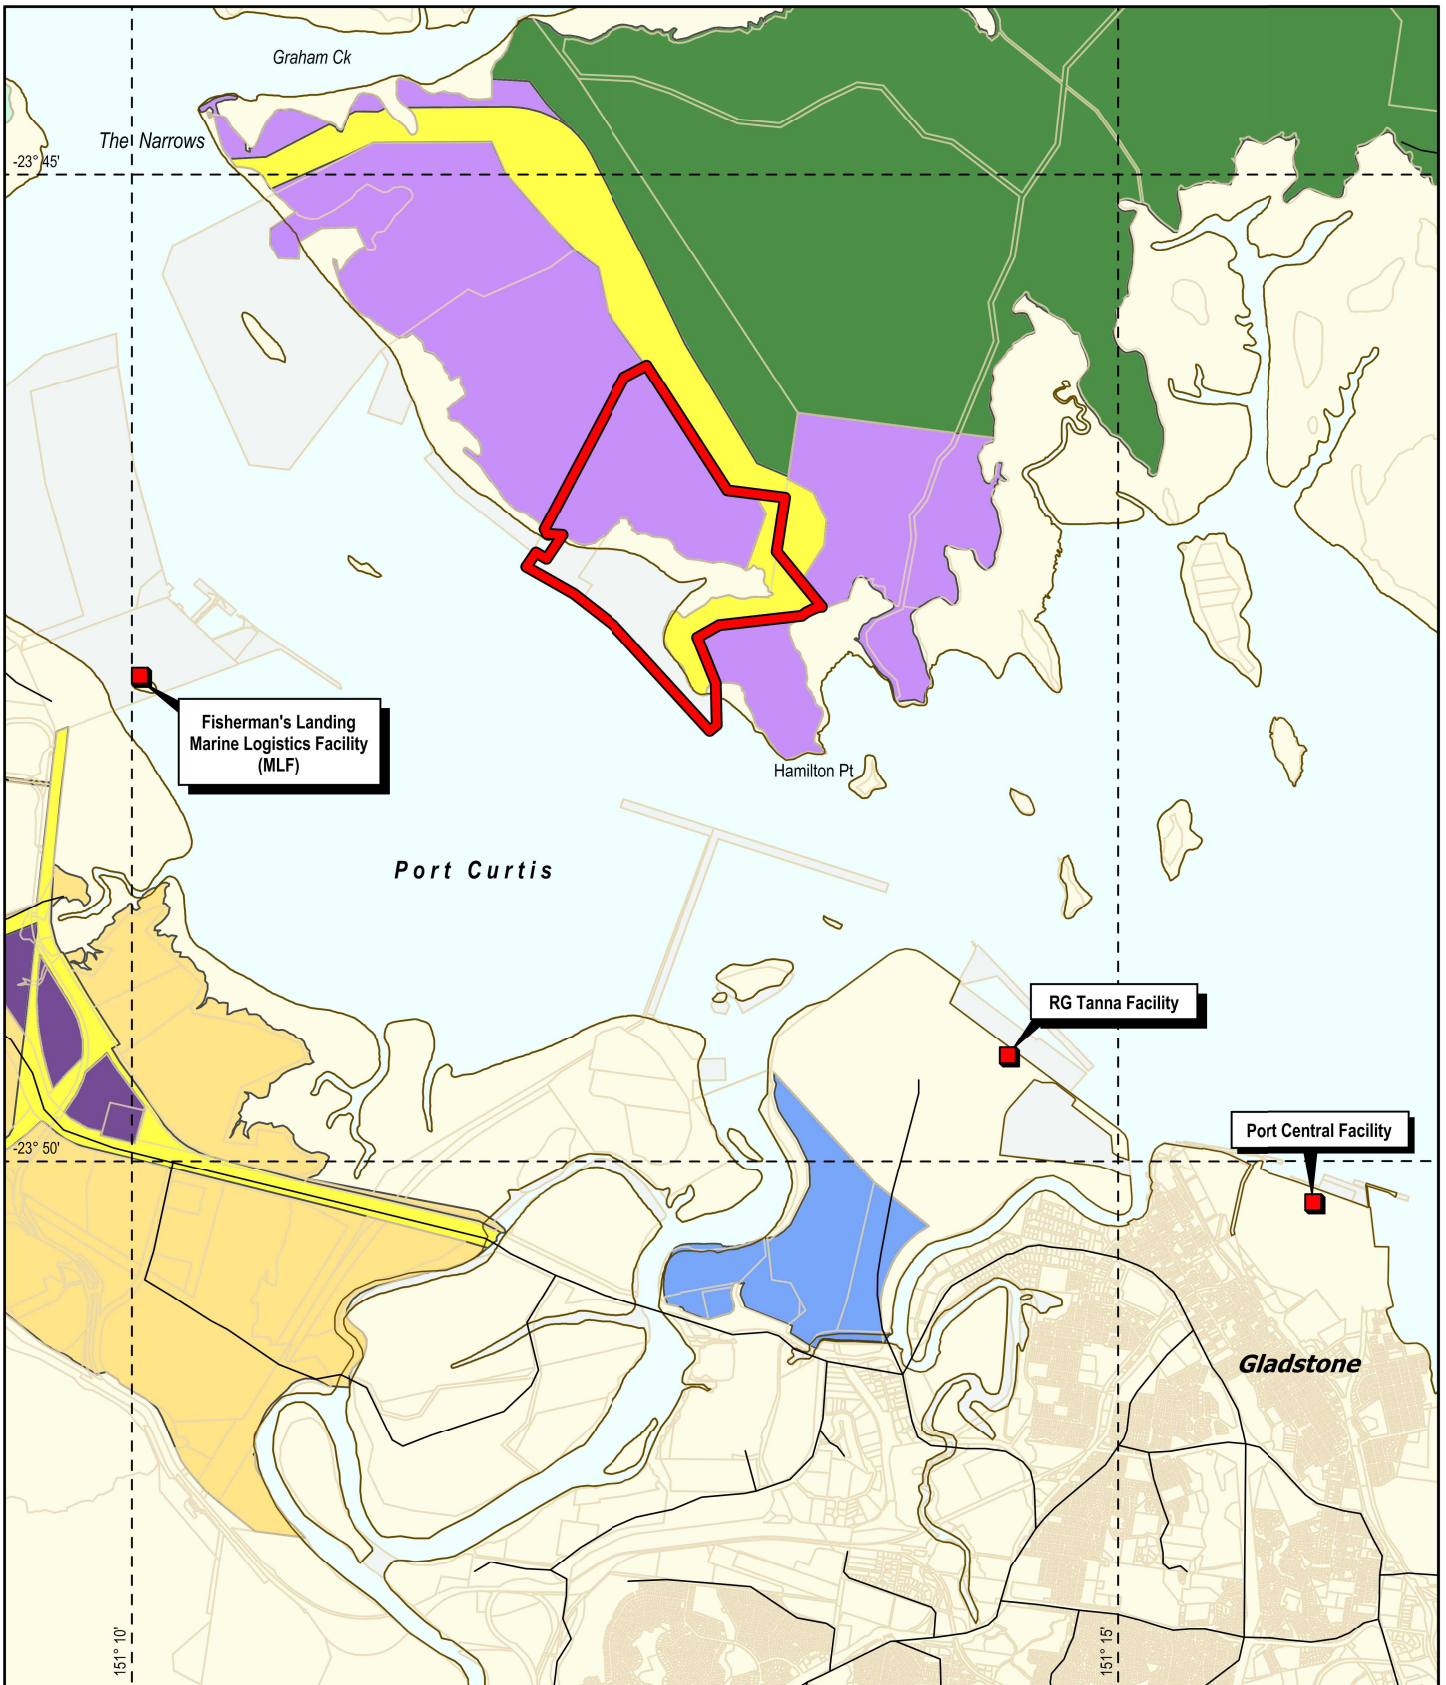 Graham Ck
The Narrows
-23° 45'
Fisherman's Landing
Marine Logistics Facility
(MLF)
Hamilton Pt
Port Curtis
RG Tanna Facility
Port Central Facility
-23° 50'
Gladstone
151° 10'
151° 15'